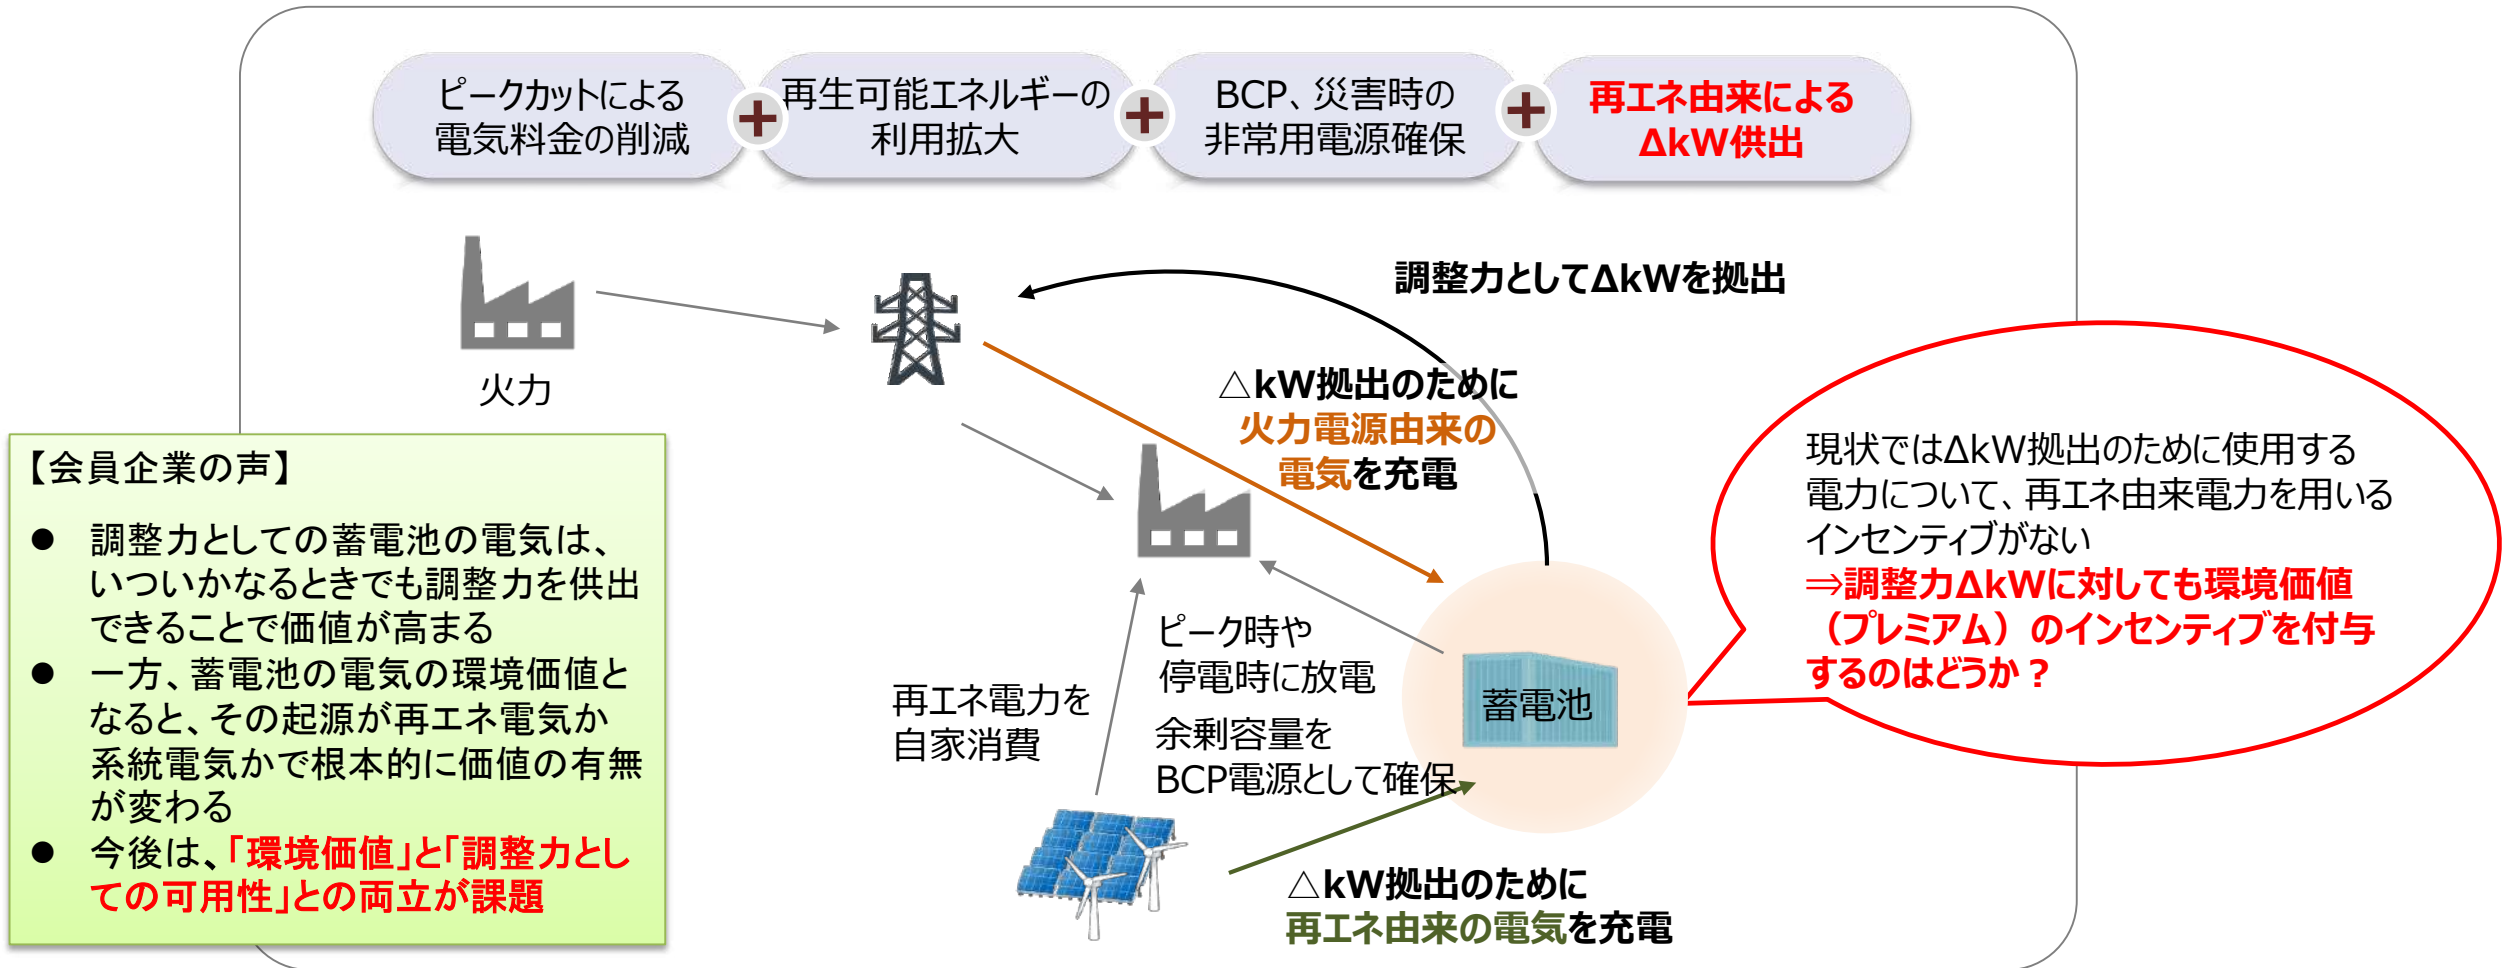 ピークカットによる
電気料金の削減
再生可能エネルギーの
利用拡大
BCP、災害時の
非常用電源確保
再エネ由来による
ΔkW供出
調整力としてΔkWを拠出
火力
△kW拠出のために
火力電源由来の
電気を充電
【会員企業の声】
● 調整力としての蓄電池の電気は、
いついかなるときでも調整力を供出
できることで価値が高まる
● 一方、蓄電池の電気の環境価値と
なると、その起源が再エネ電気か
系統電気かで根本的に価値の有無
が変わる
● 今後は、「環境価値」と「調整力とし
ての可用性」との両立が課題
現状ではΔkW拠出のために使用する
電力について、再エネ由来電力を用いる
インセンティブがない
⇒調整力ΔkWに対しても環境価値
（プレミアム）のインセンティブを付与
するのはどうか？
ピーク時や
停電時に放電
再エネ電力を
自家消費
余剰容量を
BCP電源として確保
蓄電池
△kW拠出のために
再エネ由来の電気を充電